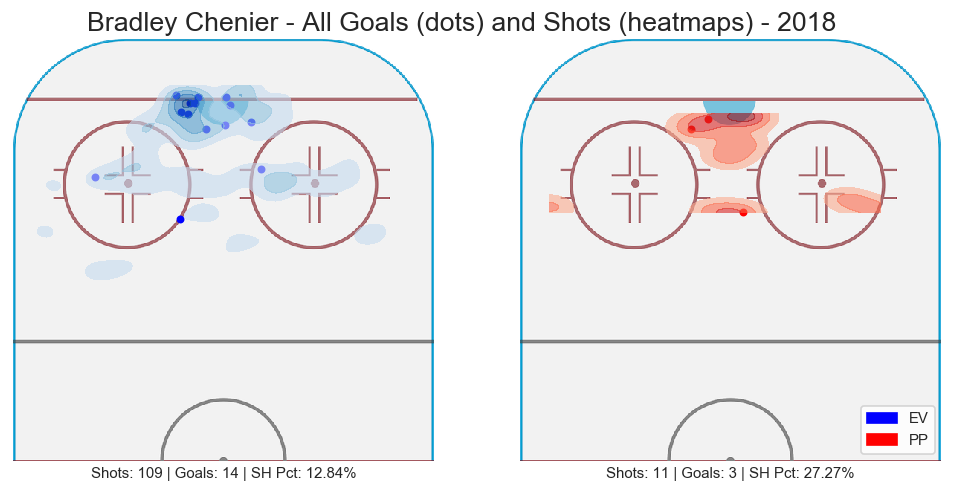 Bradley Chenier - All Goals (dots) and Shots (heatmaps) - 2018
EV
PP
Shots: 109 | Goals: 14 | SH Pct: 12.84%
Shots: 11 | Goals: 3 | SH Pct: 27.27%